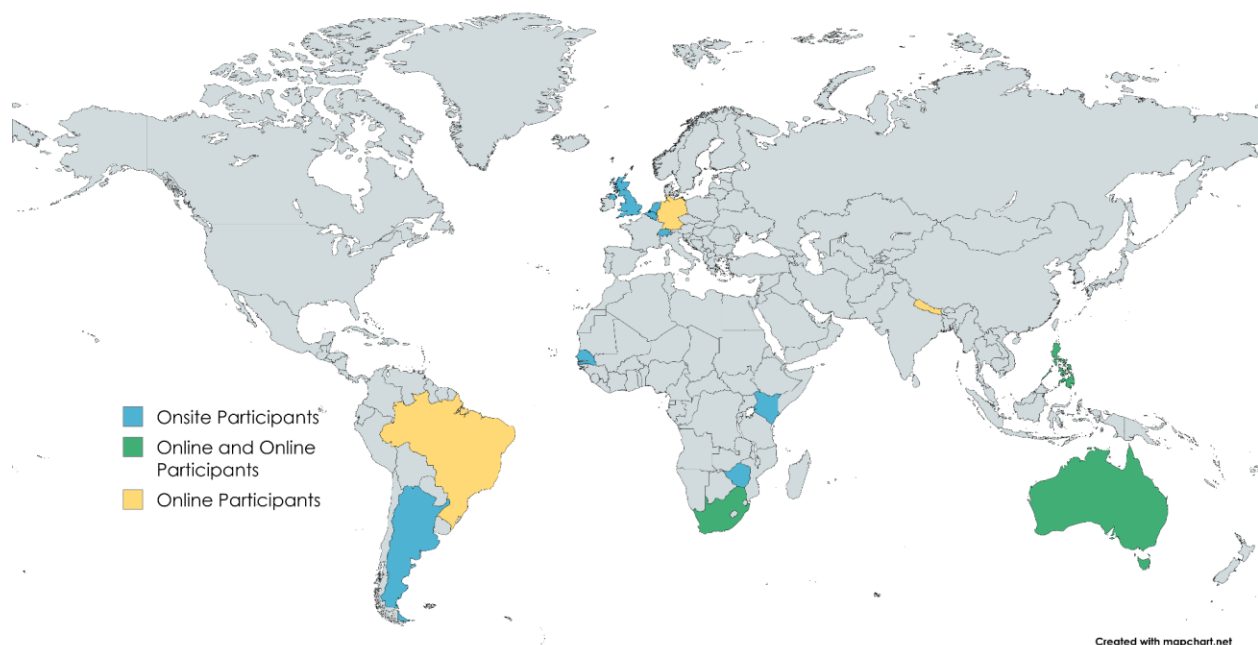 Onsite Participants
Online and Online
Participants
Online Participants
Created with mapchart.net